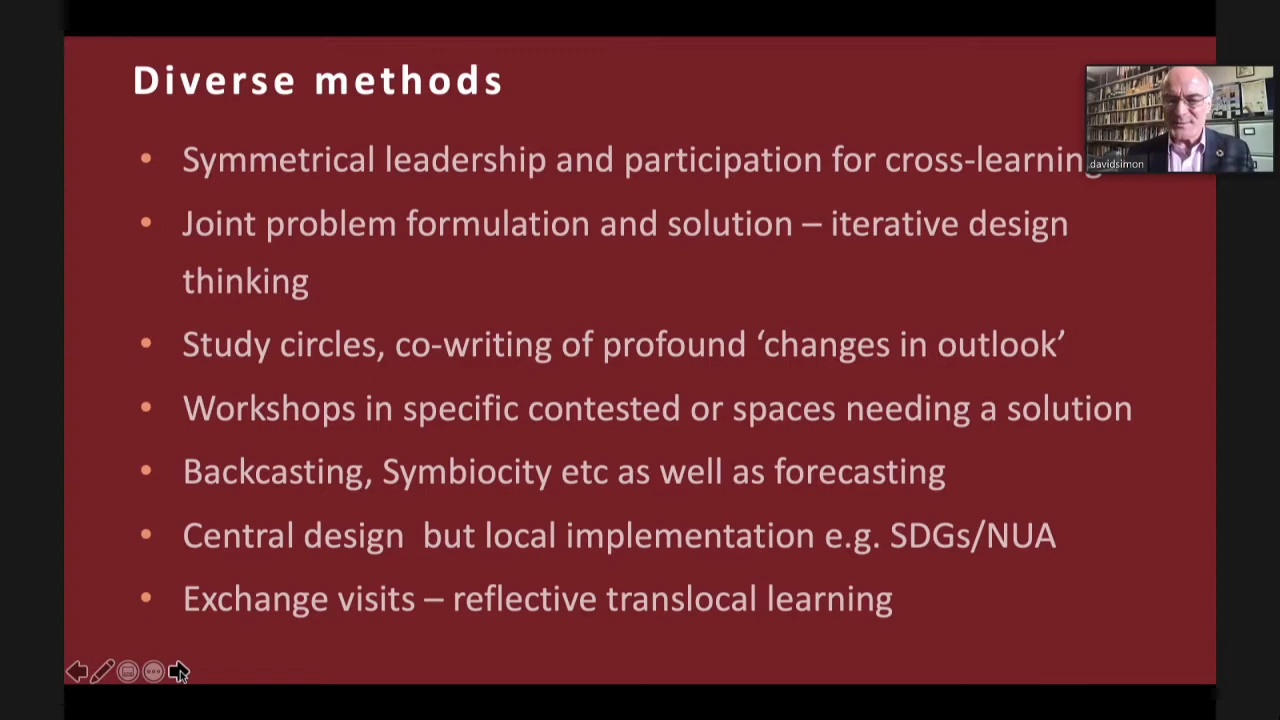 Diverse methods
• Symmetrical leadership and participation for cross-learning
davidsimon
• Joint problem formulation and solution – iterative design
thinking
• Study circles, co-writing of profound ‘changes in outlook’
• Workshops in specific contested or spaces needing a solution
• Backcasting, Symbiocity etc as well as forecasting
• Central design  but local implementation e.g. SDGs/NUA
• Exchange visits – reflective translocal learning